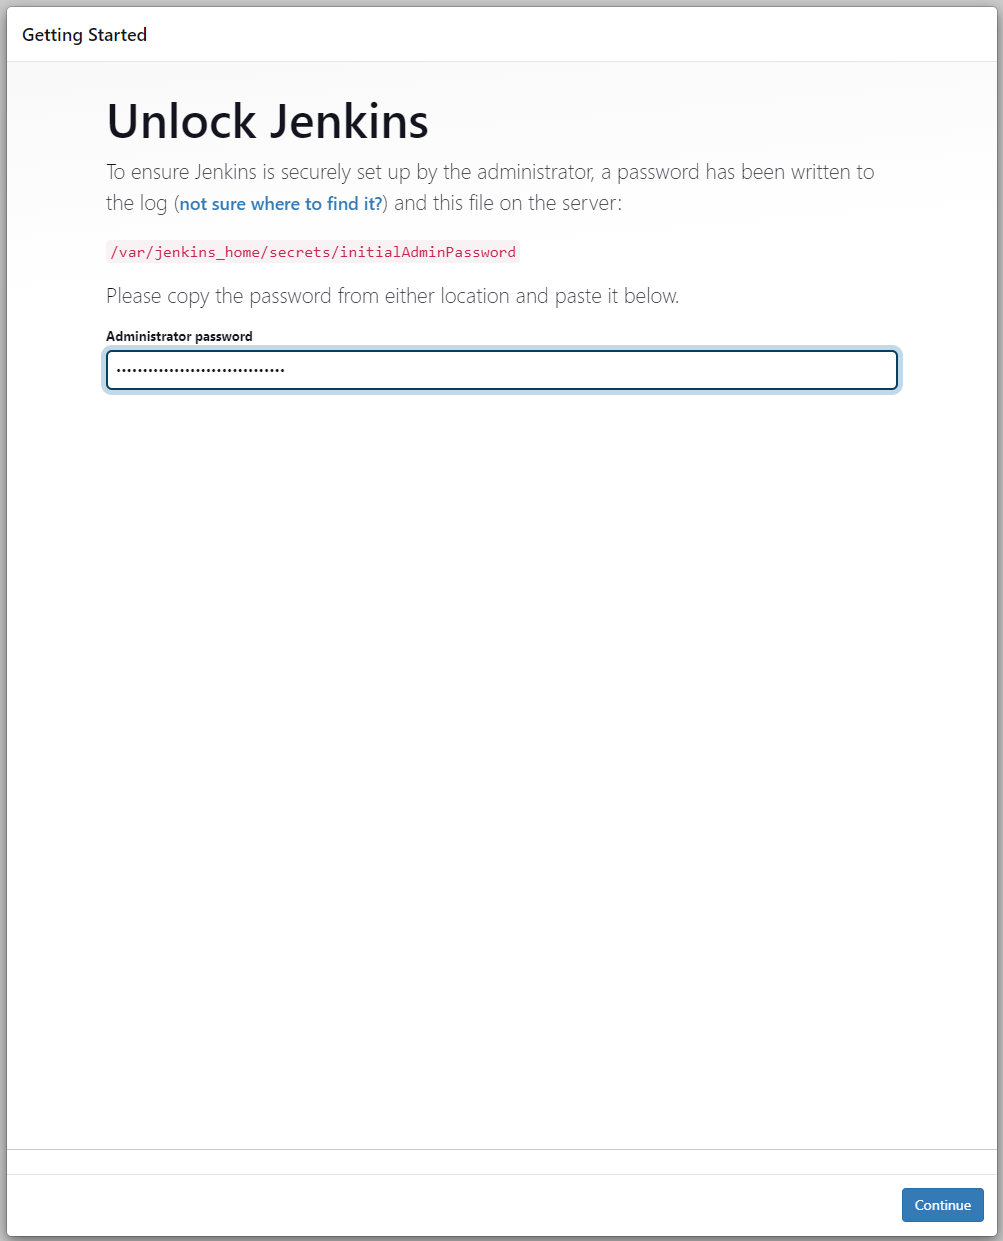 Getting Started
Unlock Jenkins
To ensure Jenkins is securely set up by the administrator, a password has been written to
the log (not sure where to find it?) and this file on the server:
/var/jenkins_home/secrets/initialAdminPassword
Please copy the password from either location and paste it below.
Administrator password
••••••••••••••••••••••••••••••••
Continue